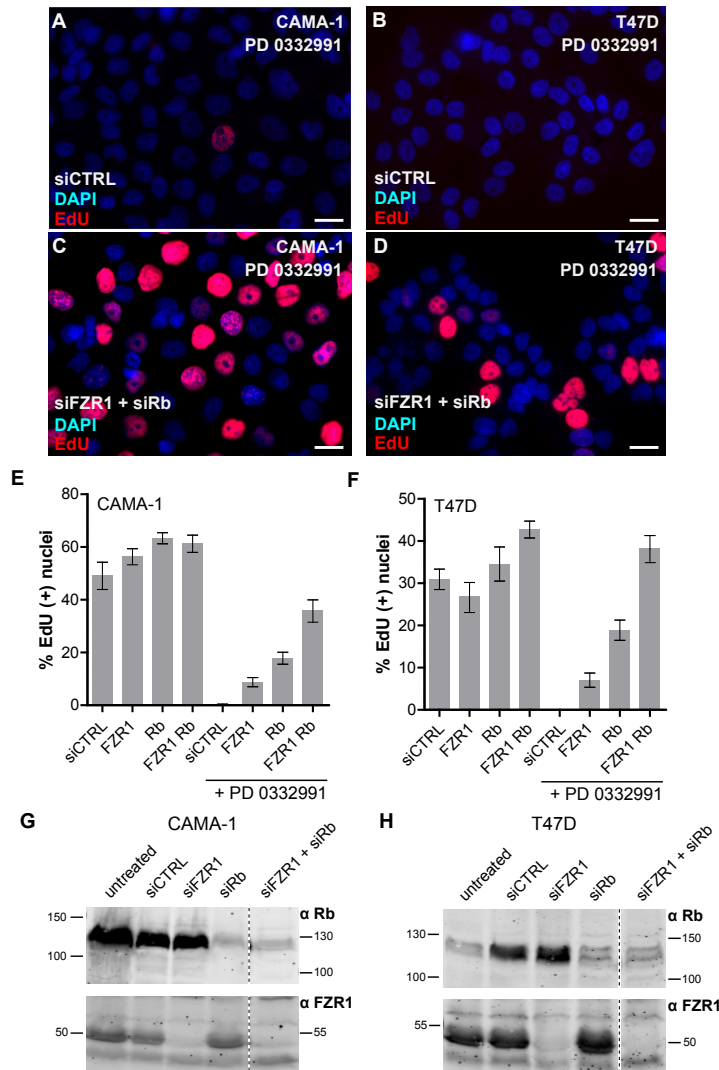 A
CAMA-1
PD 0332991
siCTRL
DAPI
EdU
B
T47D
PD 0332991
siCTRL
DAPI
EdU
C
CAMA-1
PD 0332991
siFZR1 + siRb
DAPI
EdU
D
T47D
PD 0332991
siFZR1 + siRb
DAPI
EdU
E
CAMA-1
% EdU (+) nuclei
80
60
40
20
0
siCTRL
FZR1
Rb
FZR1 Rb
siCTRL
FZR1
Rb
FZR1 Rb
+ PD 0332991
F
T47D
% EdU (+) nuclei
50
40
30
20
10
0
siCTRL
FZR1
Rb
FZR1 Rb
siCTRL
FZR1
Rb
FZR1 Rb
+ PD 0332991
G
CAMA-1
untreated
siCTRL
siFZR1
siRb
siFZR1 + siRb
α Rb
150
100
130
100
α FZR1
50
55
H
T47D
untreated
siCTRL
siFZR1
siRb
siFZR1 + siRb
α Rb
130
100
150
100
α FZR1
55
50